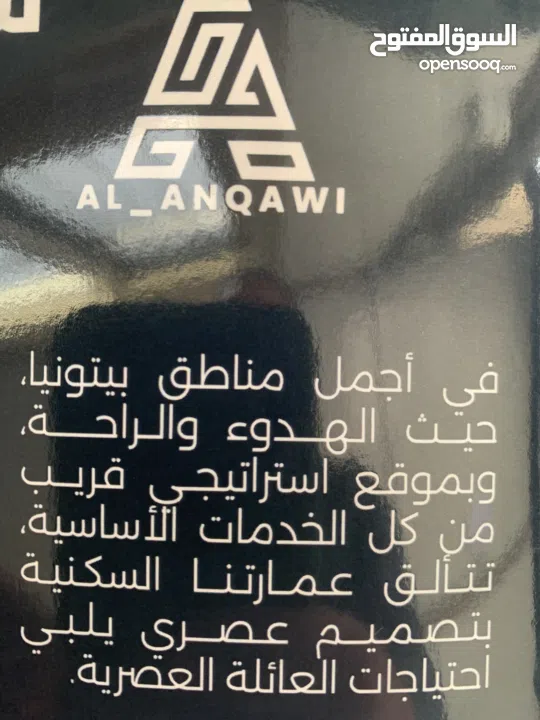 السوق المفتوح
opensooq.com
AL_ANQAWI
في أجمل مناطق بيتونيا،
حيث الهدوء والراحة،
وبموقع استراتيجي قريب
من كل الخدمات الأساسية،
تتألق عمارتنا السكنية
بتصميم عصري يلبي
احتياجات العائلة العصرية.